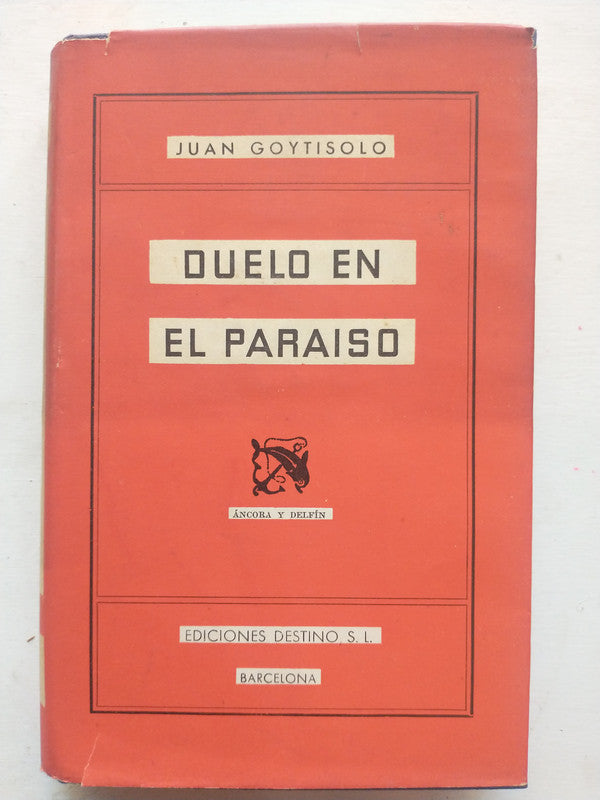 JUAN GOYTISOLO
DUELO EN
EL PARAISO
ÁNCORA Y DELFÍN
EDICIONES DESTINO, S. L.
BARCELONA